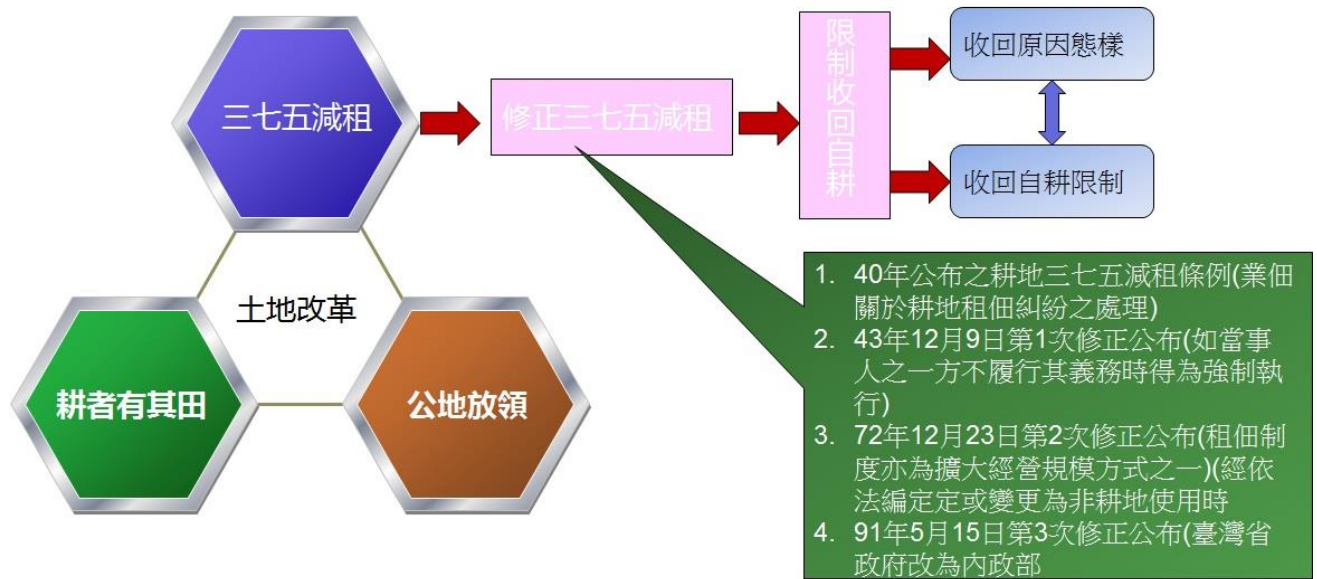 三七五減租
修正三七五減租
限制收回自耕
收回原因態樣
收回自耕限制
土地改革
耕者有其田
公地放領
1. 40年公布之耕地三七五減租條例(業佃
關於耕地租佃糾紛之處理)
2. 43年12月9日第1次修正公布(如當事
人之一方不履行其義務時得為強制執
行)
3. 72年12月23日第2次修正公布(租佃制
度亦為擴大經營規模方式之一)(經依
法編定定或變更為非耕地使用時
4. 91年5月15日第3次修正公布(臺灣省
政府改為內政部